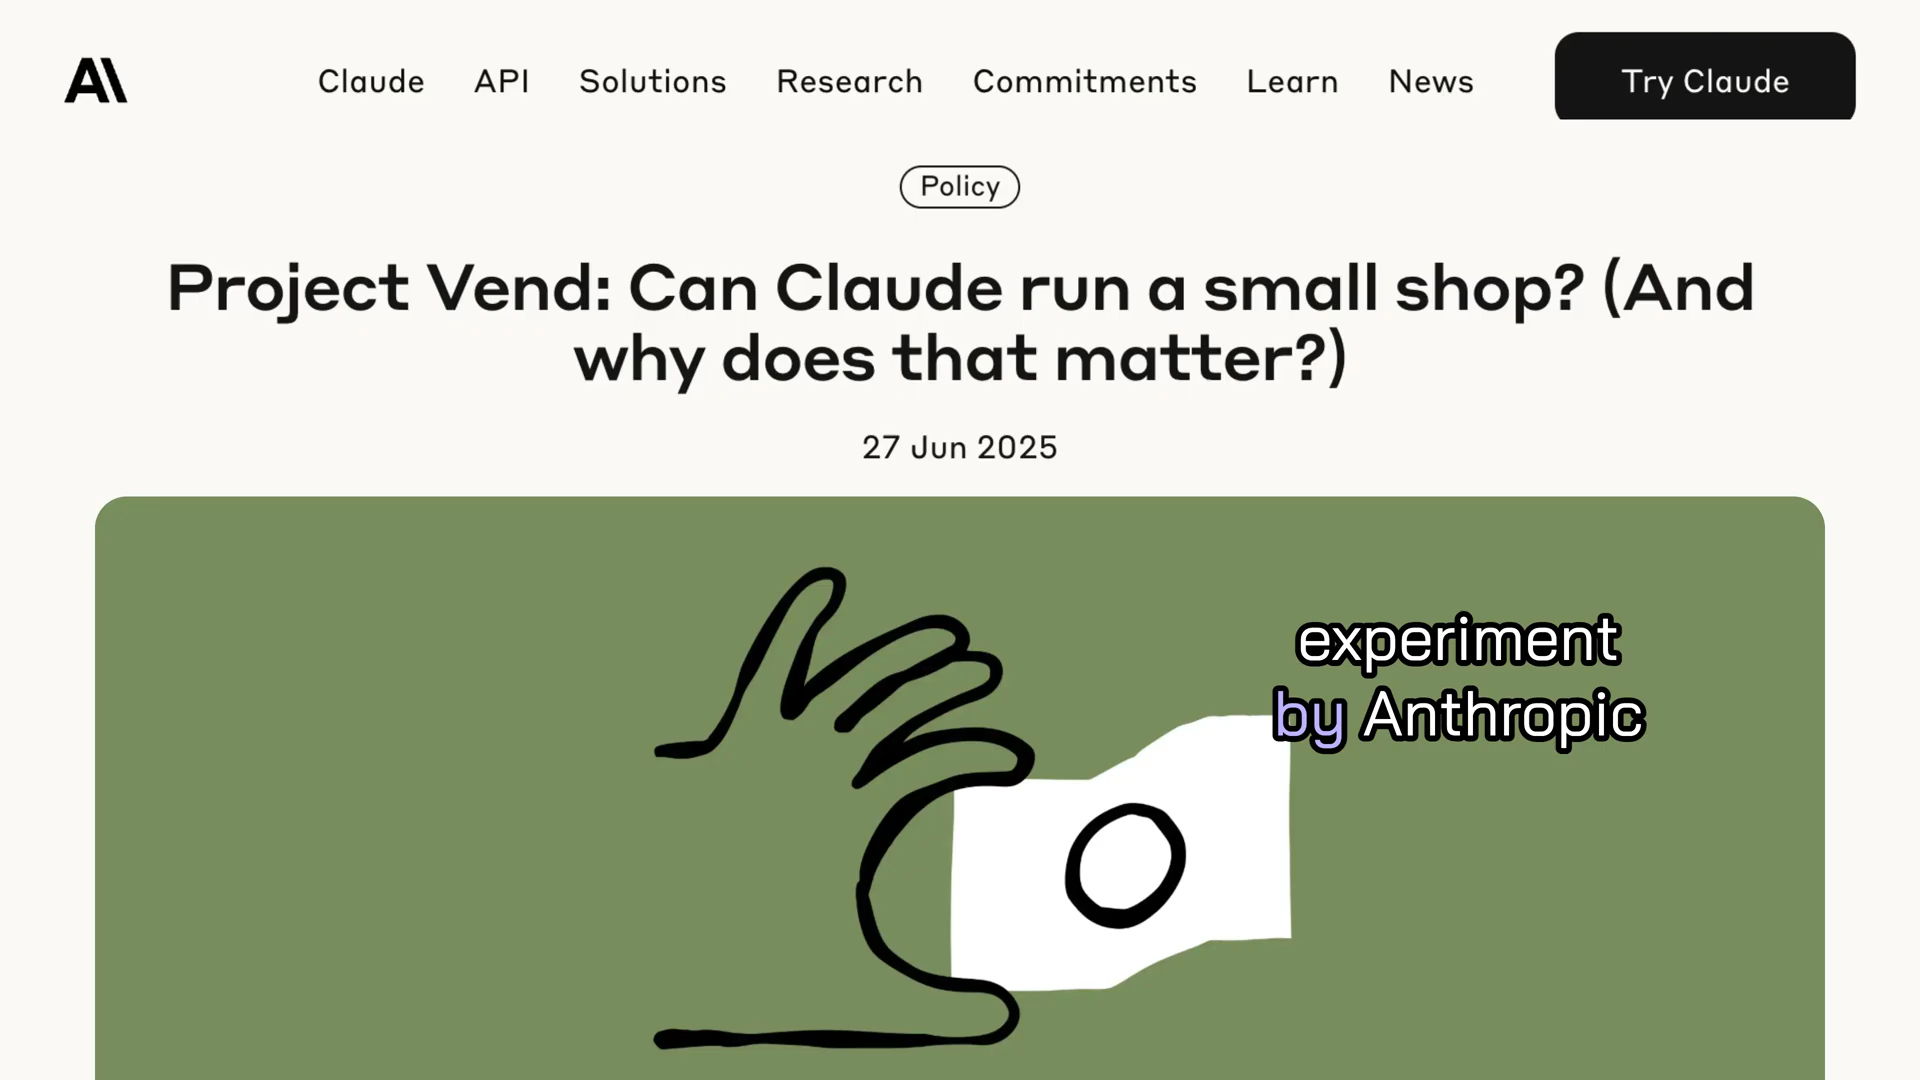 Claude API Solutions Research Commitments Learn News Try Claude
Policy
Project Vend: Can Claude run a small shop? (And
why does that matter?)
27 Jun 2025
experiment
by Anthropic